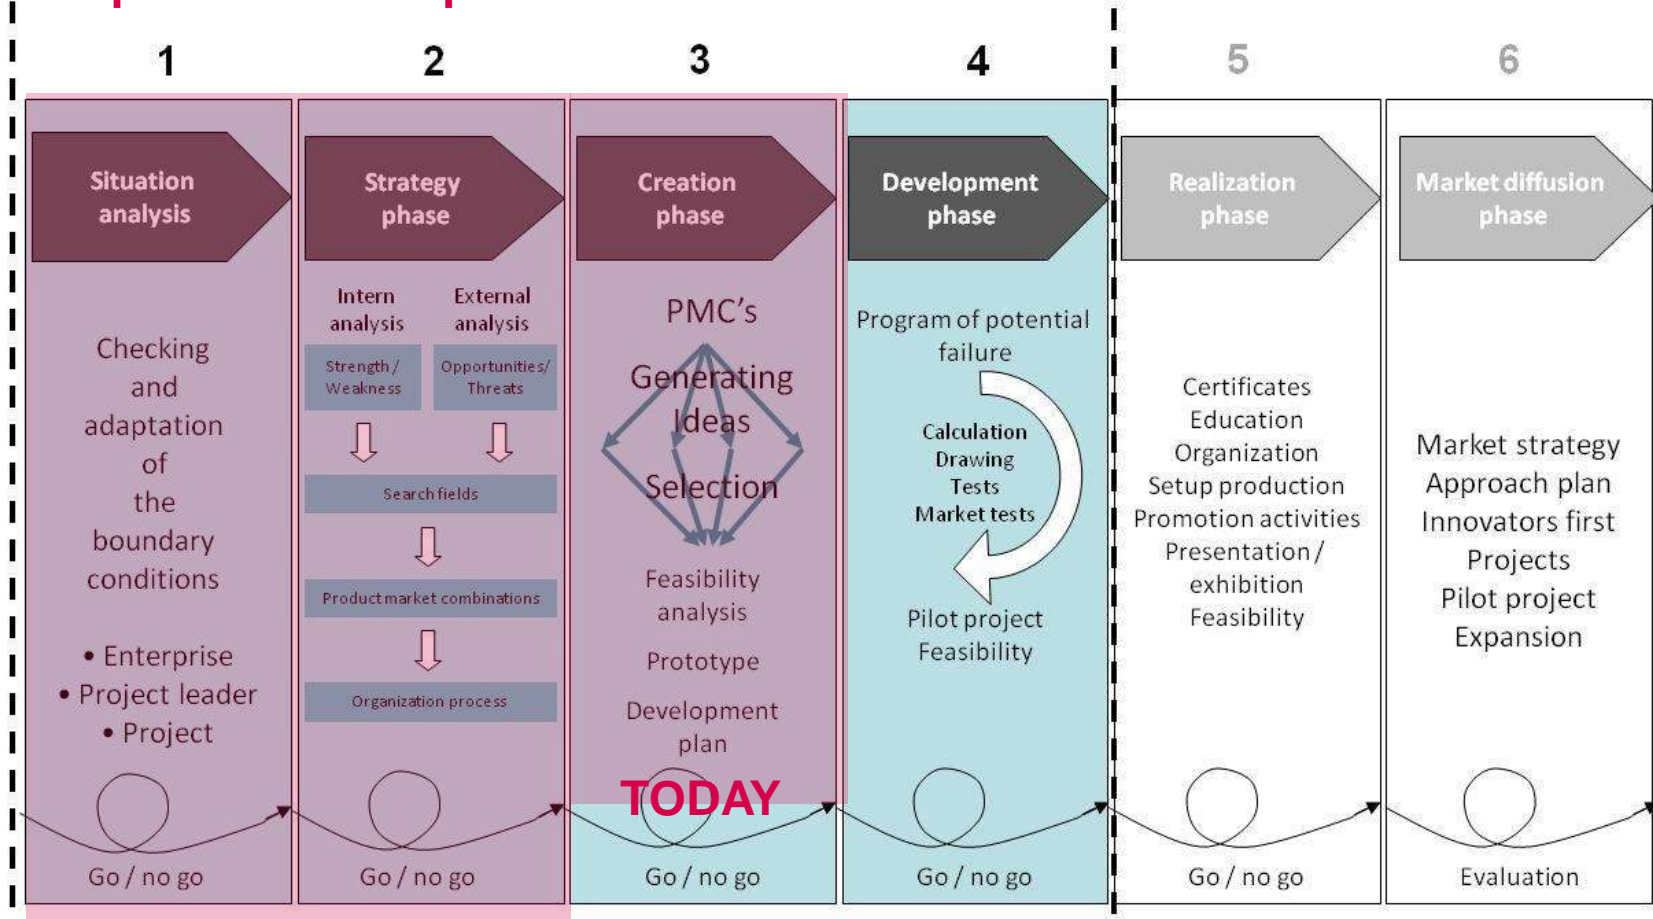 1
2
3
4
5
6
Situation
analysis
Checking
and
adaptation
of
the
boundary
conditions
• Enterprise
• Project leader
• Project
Go / no go
Strategy
phase
Intern
analysis
External
analysis
Strength /
Weakness
Opportunities/
Threats
Search fields
Product market combinations
Organization process
Go / no go
Creation
phase
PMC’s
Generating
Ideas
Selection
Feasibility
analysis
Prototype
Development
plan
TODAY
Go / no go
Development
phase
Program of potential
failure
Calculation
Drawing
Tests
Market tests
Pilot project
Feasibility
Go / no go
Realization
phase
Certificates
Education
Organization
Setup production
Promotion activities
Presentation /
exhibition
Feasibility
Go / no go
Market diffusion
phase
Market strategy
Approach plan
Innovators first
Projects
Pilot project
Expansion
Evaluation